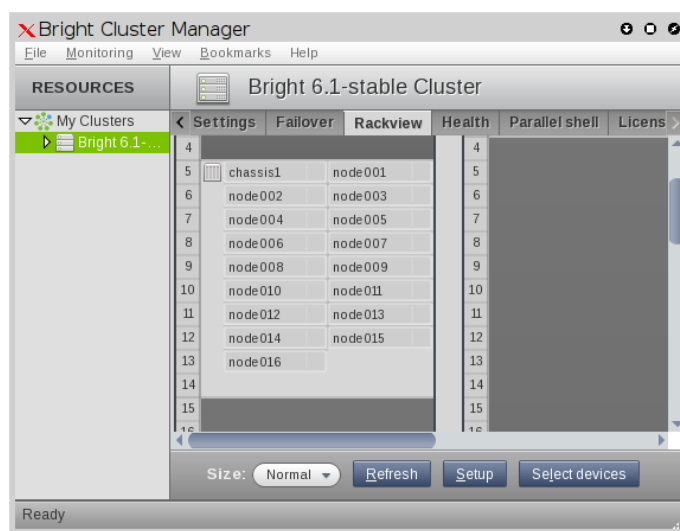 Bright Cluster Manager
File Monitoring View Bookmarks Help
RESOURCES
Bright 6.1-stable Cluster
My Clusters
Bright 6.1-...
Settings Failover Rackview Health Parallel shell Licens
4 4
5 chassis1 node001 5
6 node002 node003 6
7 node004 node005 7
8 node006 node007 8
9 node008 node009 9
10 node010 node011 10
11 node012 node013 11
12 node014 node015 12
13 node016 13
14 14
15 15
16 16
Size: Normal Refresh Setup Select devices
Ready